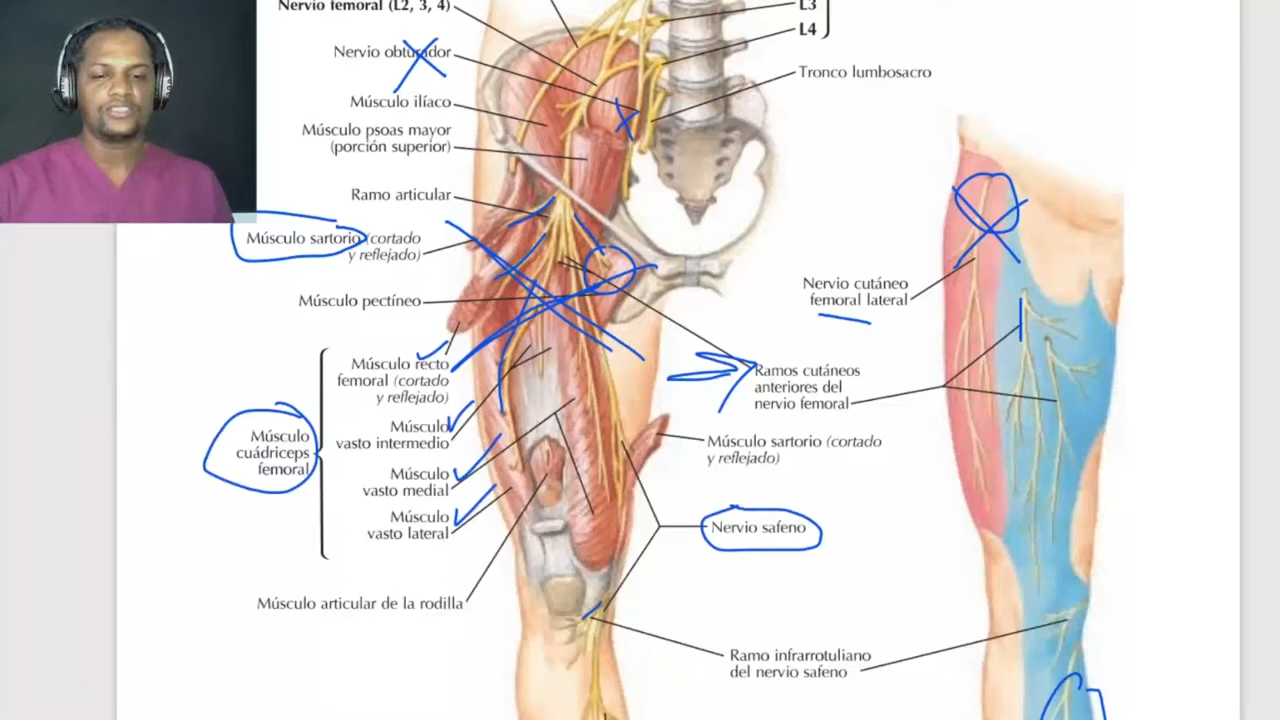 Nervio femoral (L2, 3, 4)
L3
L4
Nervio obturador
Tronco lumbosacro
Músculo ilíaco
Músculo psoas mayor
(porción superior)
Ramo articular
Músculo sartorio (cortado
y reflejado)
Músculo pectíneo
Nervio cutáneo
femoral lateral
Músculo recto
femoral (cortado
y reflejado)
Ramos cutáneos
anteriores del
nervio femoral
Músculo
vasto intermedio
Músculo
cuádriceps
femoral
Músculo
vasto medial
Músculo
vasto lateral
Músculo sartorio (cortado
y reflejado)
Nervio safeno
Músculo articular de la rodilla
Ramo infrarrotuliano
del nervio safeno